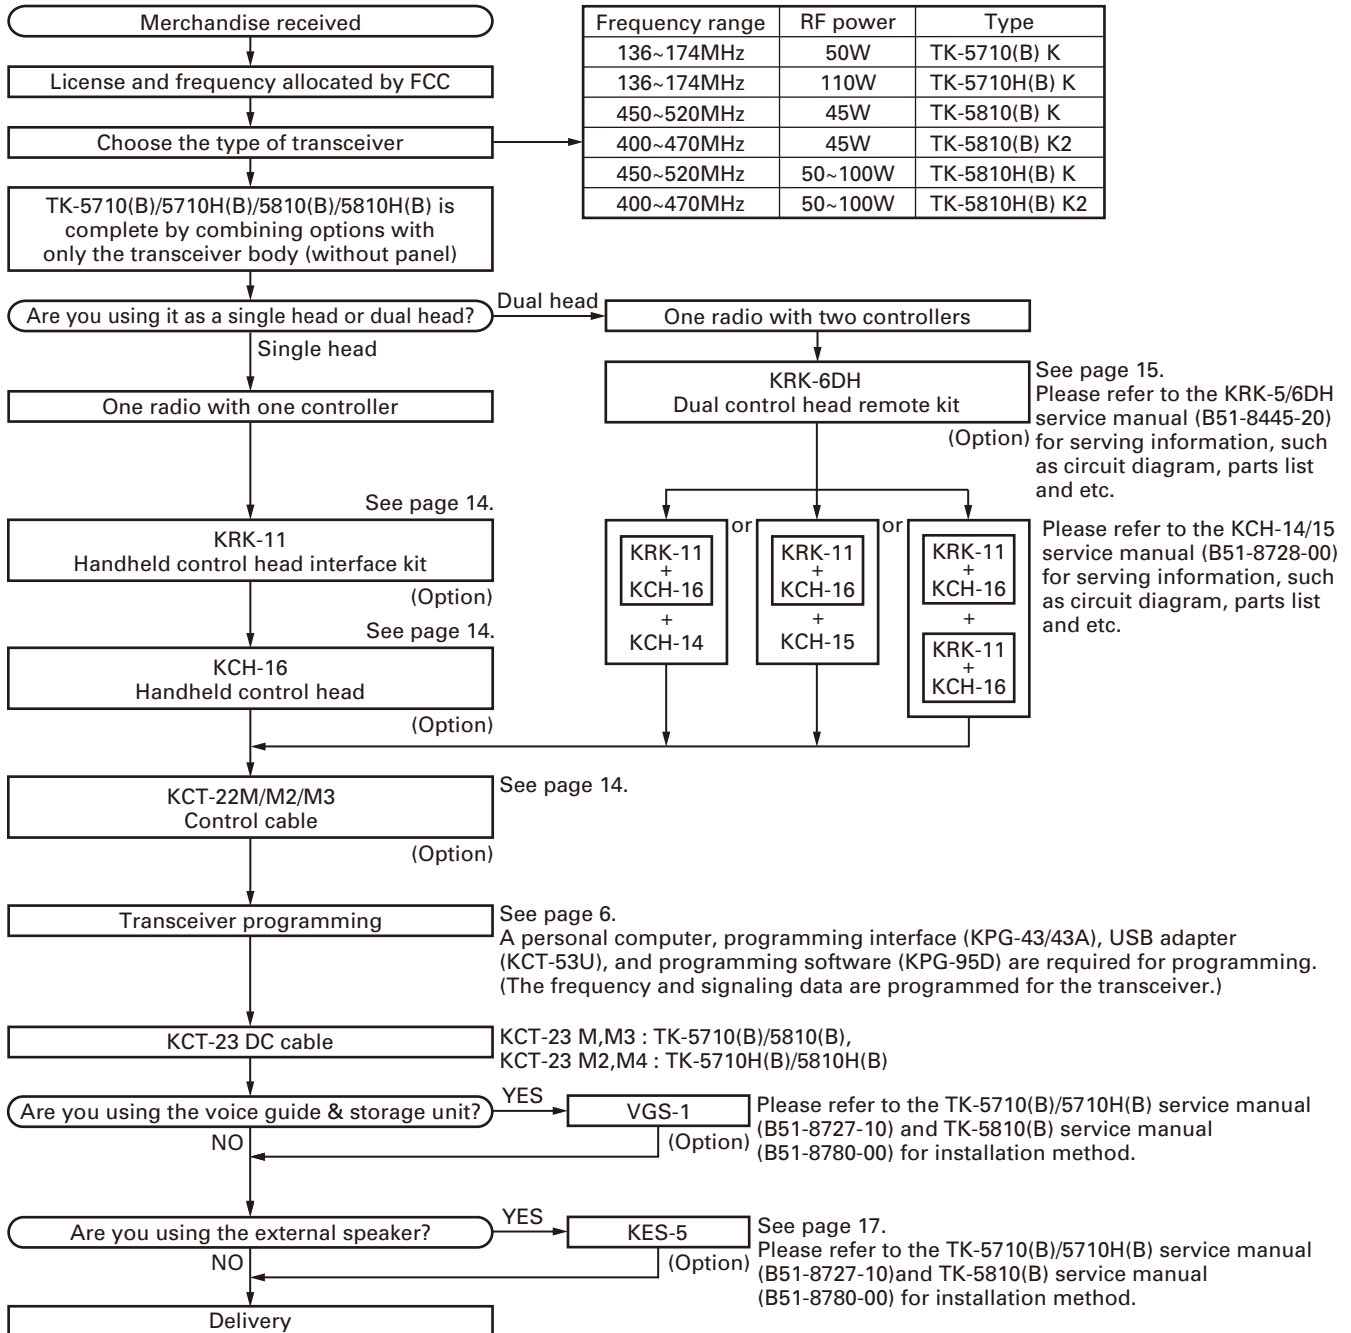 Merchandise received
License and frequency allocated by FCC
Choose the type of transceiver
Frequency range RF power Type
136~174MHz 50W TK-5710(B) K
136~174MHz 110W TK-5710H(B) K
450~520MHz 45W TK-5810(B) K
400~470MHz 45W TK-5810(B) K2
450~520MHz 50~100W TK-5810H(B) K
400~470MHz 50~100W TK-5810H(B) K2
TK-5710(B)/5710H(B)/5810(B)/5810H(B) is
complete by combining options with
only the transceiver body (without panel)
Are you using it as a single head or dual head?
Dual head
One radio with two controllers
Single head
One radio with one controller
KRK-6DH
Dual control head remote kit
(Option)
See page 15.
Please refer to the KRK-5/6DH
service manual (B51-8445-20)
for serving information, such
as circuit diagram, parts list
and etc.
See page 14.
KRK-11
Handheld control head interface kit
(Option)
See page 14.
KCH-16
Handheld control head
(Option)
KRK-11
+
KCH-16
+
KCH-14
or
KRK-11
+
KCH-16
+
KCH-15
or
KRK-11
+
KCH-16
+
KRK-11
+
KCH-16
Please refer to the KCH-14/15
service manual (B51-8728-00)
for serving information, such
as circuit diagram, parts list
and etc.
KCT-22M/M2/M3
Control cable
(Option)
See page 14.
Transceiver programming
See page 6.
A personal computer, programming interface (KPG-43/43A), USB adapter
(KCT-53U), and programming software (KPG-95D) are required for programming.
(The frequency and signaling data are programmed for the transceiver.)
KCT-23 DC cable
KCT-23 M,M3 : TK-5710(B)/5810(B),
KCT-23 M2,M4 : TK-5710H(B)/5810H(B)
Are you using the voice guide & storage unit?
YES
VGS-1
(Option)
NO
Please refer to the TK-5710(B)/5710H(B) service manual
(B51-8727-10) and TK-5810(B) service manual
(B51-8780-00) for installation method.
Are you using the external speaker?
YES
KES-5
(Option)
NO
See page 17.
Please refer to the TK-5710(B)/5710H(B) service manual
(B51-8727-10)and TK-5810(B) service manual
(B51-8780-00) for installation method.
Delivery